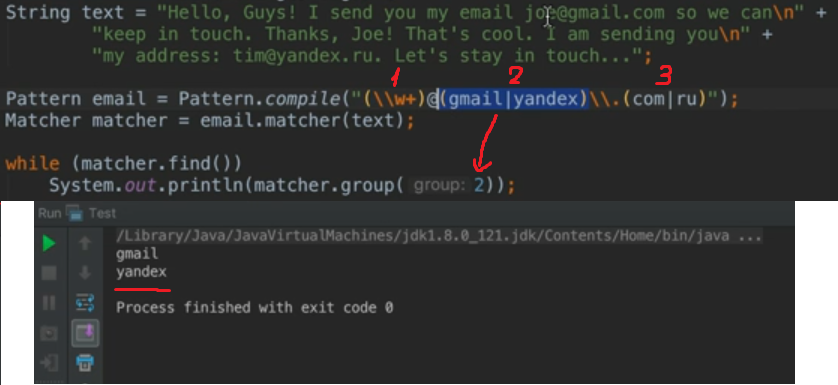 String text = "Hello, Guys! I send you my email joe@gmail.com so we can\n" +
"keep in touch. Thanks, Joe! That's cool. I am sending you\n" +
"my address: tim@yandex.ru. Let's stay in touch...";
1 2 3
Pattern email = Pattern.compile("(\\w+)@(gmail|yandex)\\.(com|ru)");
Matcher matcher = email.matcher(text);
while (matcher.find())
System.out.println(matcher.group( group: 2));
Run Test
/Library/Java/JavaVirtualMachines/jdk1.8.0_121.jdk/Contents/Home/bin/java ...
gmail
yandex
Process finished with exit code 0